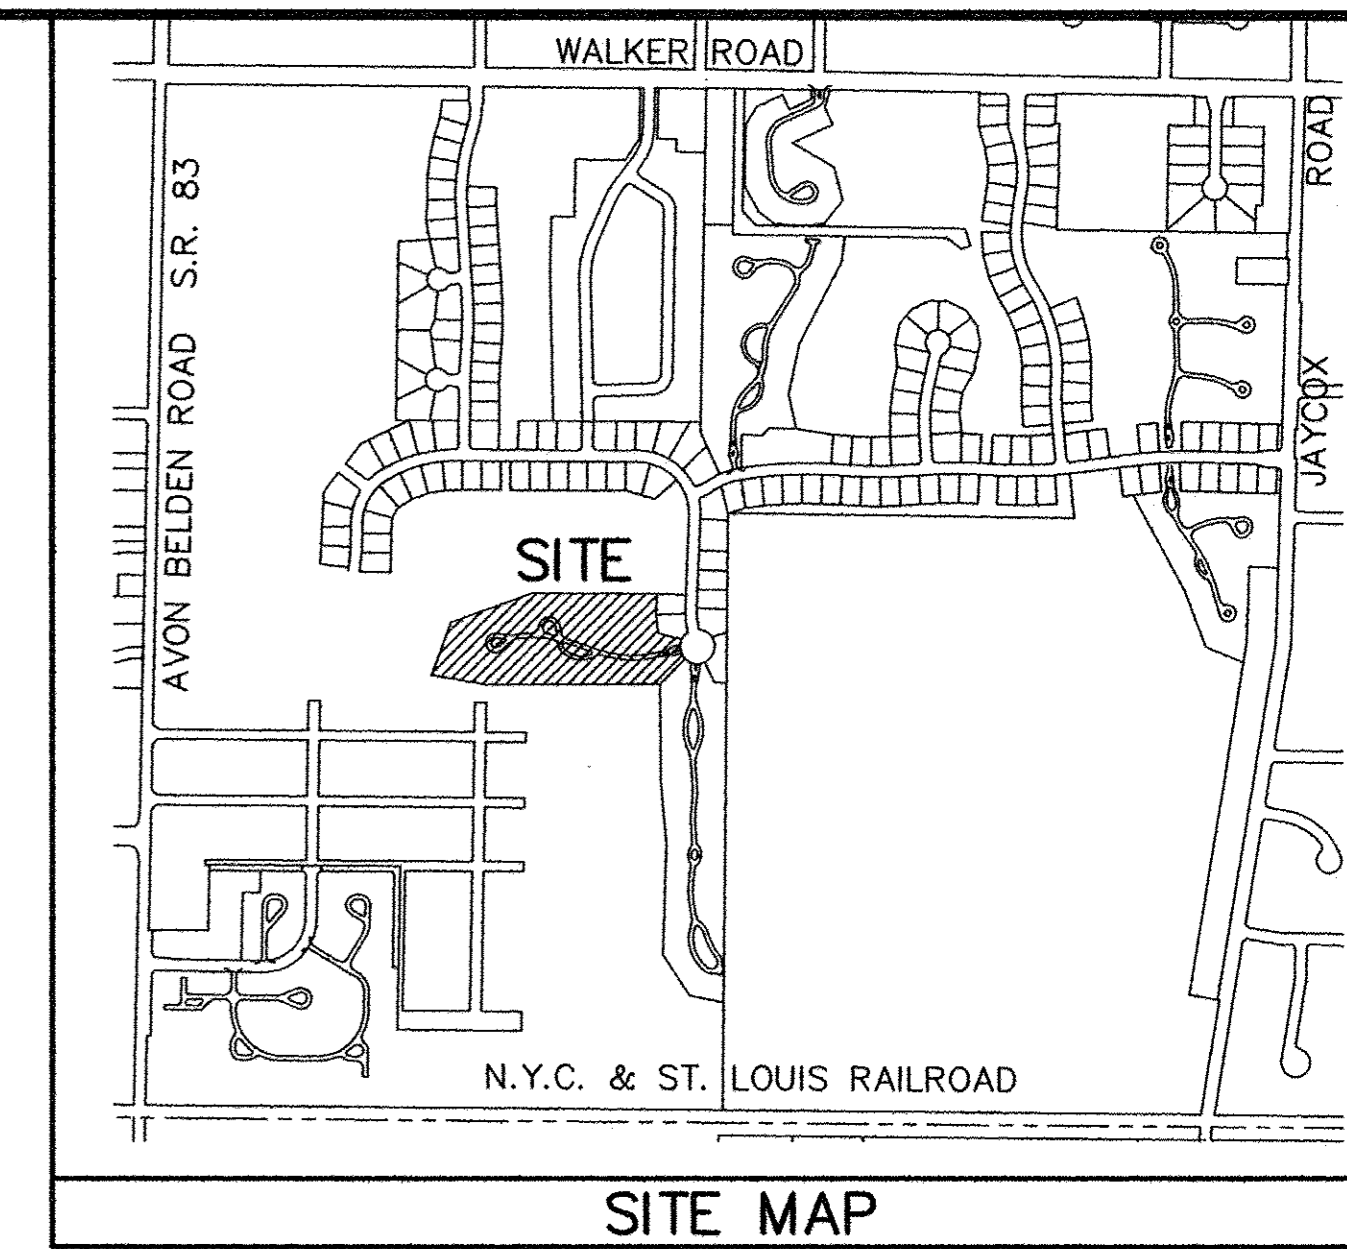 WALKER ROAD
AVON BELDEN ROAD S.R. 83
JAYCOX ROAD
SITE
N.Y.C. & ST. LOUIS RAILROAD
SITE MAP